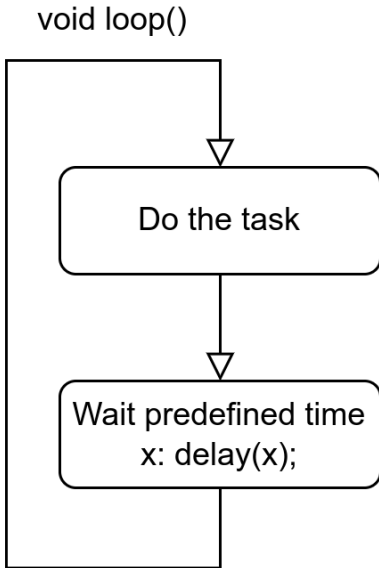 void loop()
Do the task
Wait predefined time
x: delay(x);